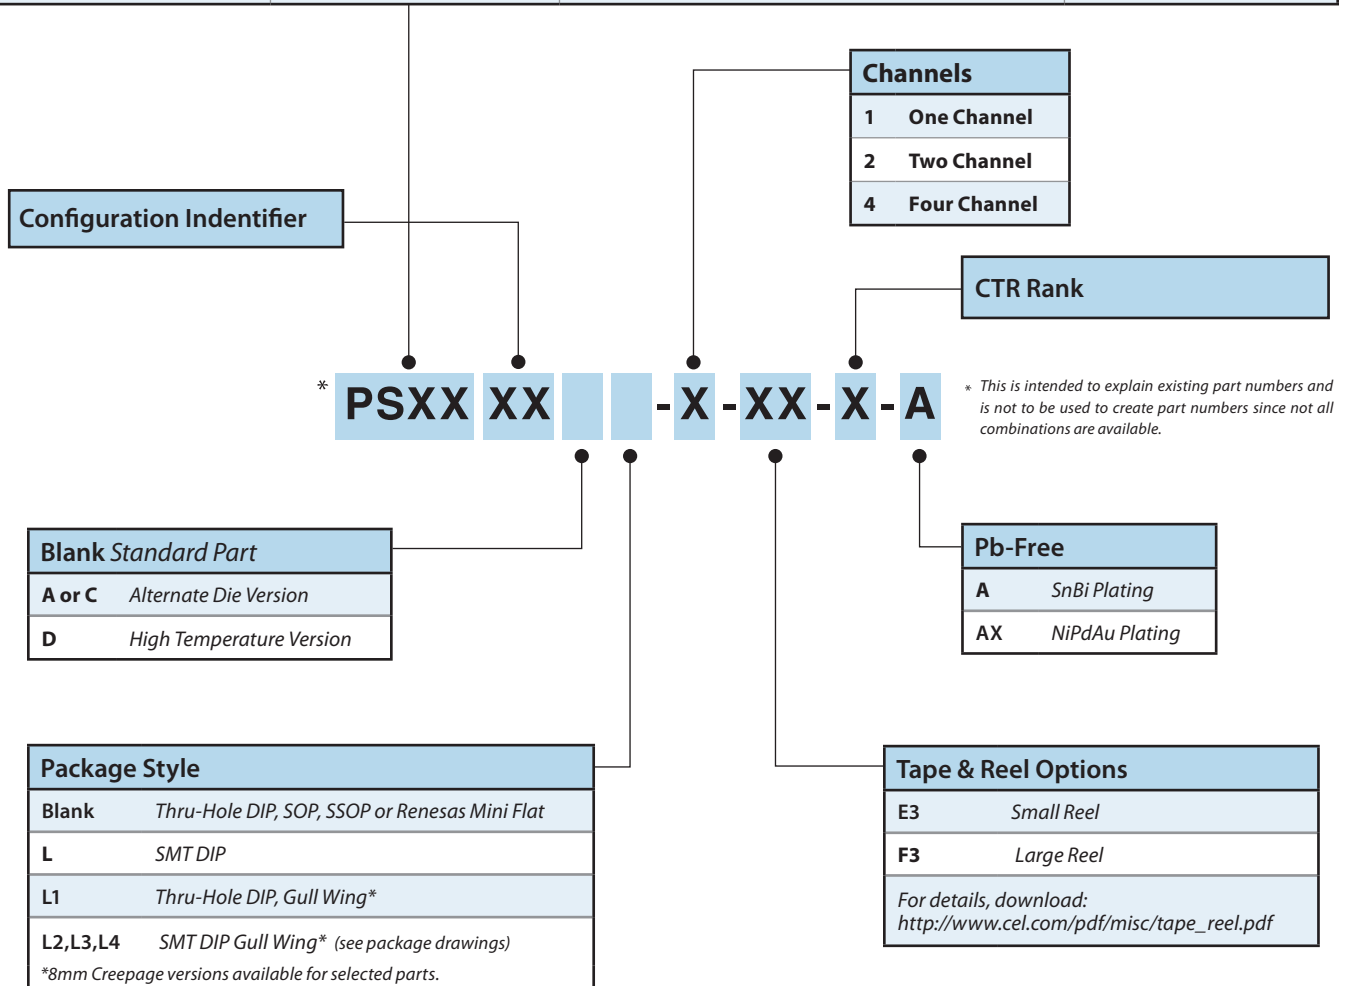 Channels
1 One Channel
2 Two Channel
4 Four Channel
Configuration Indentifier
CTR Rank
* PSXX XX -X-XX-X-A
* This is intended to explain existing part numbers and
is not to be used to create part numbers since not all
combinations are available.
Blank Standard Part
A or C Alternate Die Version
D High Temperature Version
Pb-Free
A SnBi Plating
AX NiPdAu Plating
Package Style
Blank Thru-Hole DIP, SOP, SSOP or Renesas Mini Flat
L SMT DIP
L1 Thru-Hole DIP, Gull Wing*
L2,L3,L4 SMT DIP Gull Wing* (see package drawings)
*8mm Creepage versions available for selected parts.
Tape & Reel Options
E3 Small Reel
F3 Large Reel
For details, download:
http://www.cel.com/pdf/misc/tape_reel.pdf